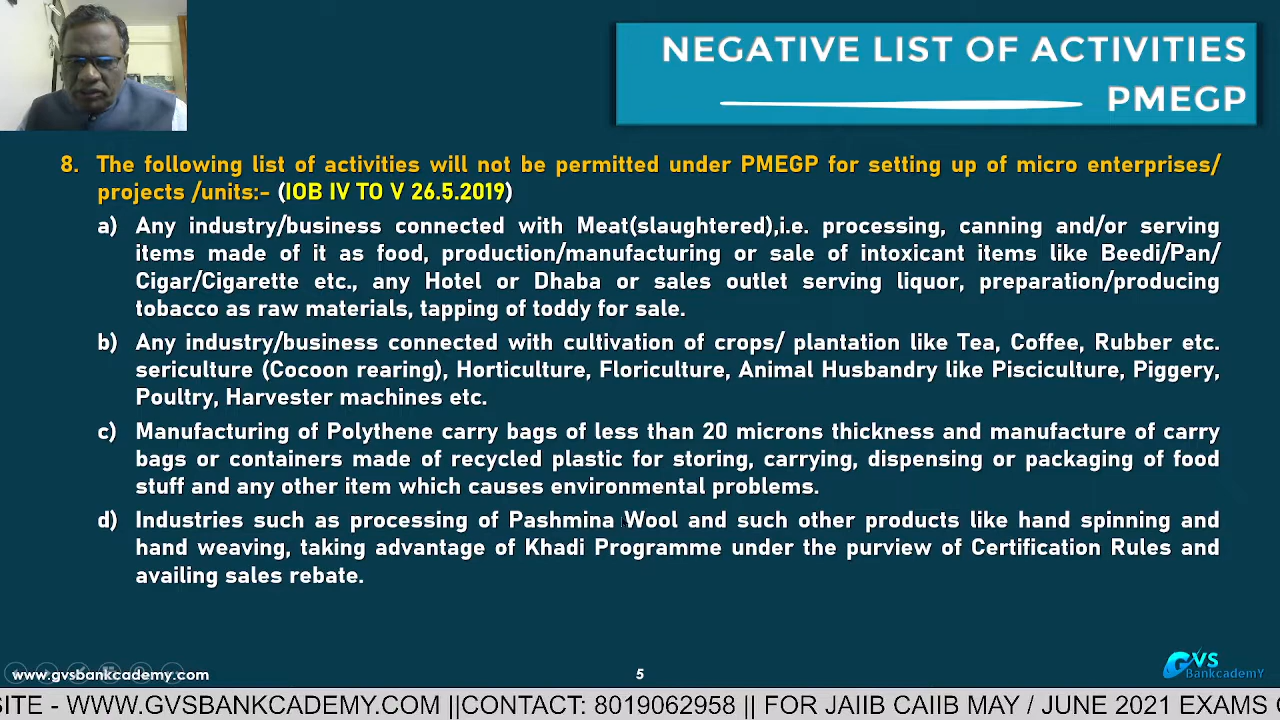 NEGATIVE LIST OF ACTIVITIES
PMEGP
8. The following list of activities will not be permitted under PMEGP for setting up of micro enterprises/
projects /units:- (IOB IV TO V 26.5.2019)
a) Any industry/business connected with Meat(slaughtered),i.e. processing, canning and/or serving
items made of it as food, production/manufacturing or sale of intoxicant items like Beedi/Pan/
Cigar/Cigarette etc., any Hotel or Dhaba or sales outlet serving liquor, preparation/producing
tobacco as raw materials, tapping of toddy for sale.
b) Any industry/business connected with cultivation of crops/ plantation like Tea, Coffee, Rubber etc.
sericulture (Cocoon rearing), Horticulture, Floriculture, Animal Husbandry like Pisciculture, Piggery,
Poultry, Harvester machines etc.
c) Manufacturing of Polythene carry bags of less than 20 microns thickness and manufacture of carry
bags or containers made of recycled plastic for storing, carrying, dispensing or packaging of food
stuff and any other item which causes environmental problems.
d) Industries such as processing of Pashmina Wool and such other products like hand spinning and
hand weaving, taking advantage of Khadi Programme under the purview of Certification Rules and
availing sales rebate.
www.gvsbankcademy.com
5
GVS
BankcademY
SITE - WWW.GVSBANKCADEMY.COM ||CONTACT: 8019062958 || FOR JAIIB CAIIB MAY / JUNE 2021 EXAMS